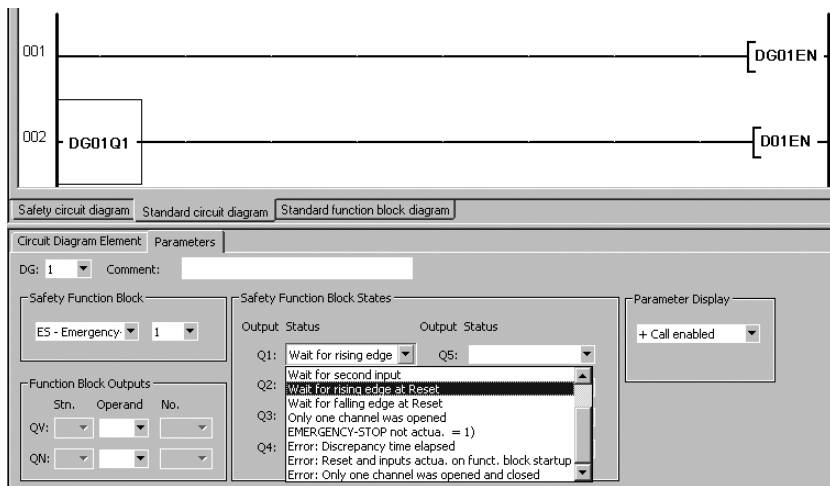 001 DG01EN
002 DG01Q1 D01EN
Safety circuit diagram Standard circuit diagram Standard function block diagram
Circuit Diagram Element Parameters
DG: 1 Comment:
Safety Function Block
ES - Emergency- 1
Function Block Outputs
Stn. Operand No.
QV:
QN:
Safety Function Block States
Output Status Output Status
Q1: Wait for rising edge Q5:
Q2:
Q3:
Q4:
Wait for second input
Wait for rising edge at Reset
Wait for falling edge at Reset
Only one channel was opened
EMERGENCY-STOP not actua. = 1)
Error: Discrepancy time elapsed
Error: Reset and inputs actua. on funct. block startup
Error: Only one channel was opened and closed
Parameter Display
+ Call enabled